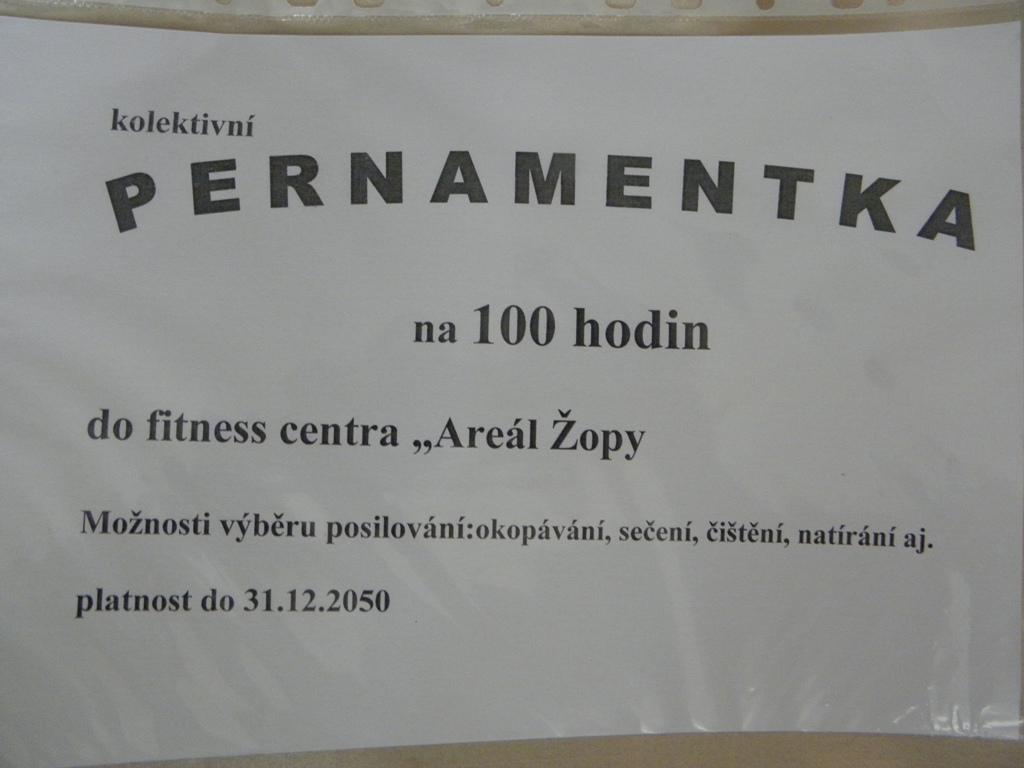 kolektivní
PERNAMENTKA
na 100 hodin
do fitness centra „Areál Žopy
Možnosti výběru posilování:okopávání, sečení, čištění, natírání aj.
platnost do 31.12.2050